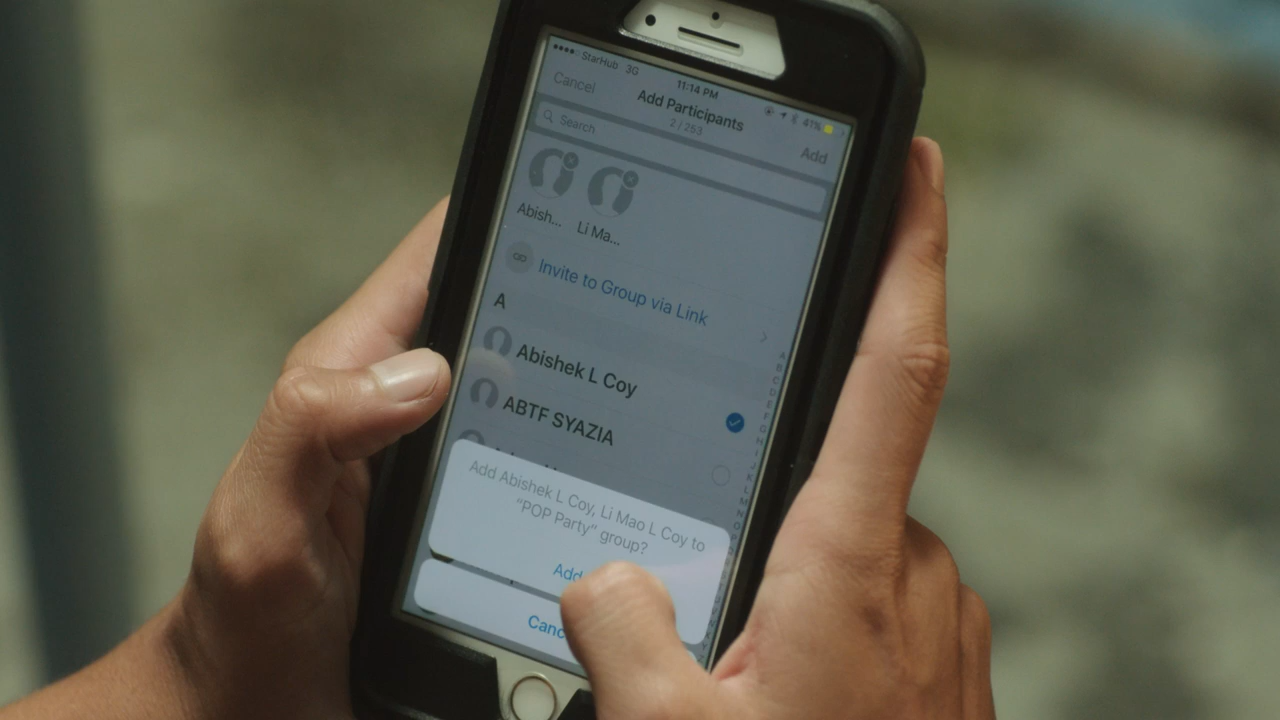 StarHub 3G 11:14 PM 41%
Cancel Add Participants Add
2 / 253
Search
Abish... Li Ma...
Invite to Group via Link
A
Abishek L Coy
ABTF SYAZIA
Add Abishek L Coy, Li Mao L Coy to
“POP Party” group?
Add